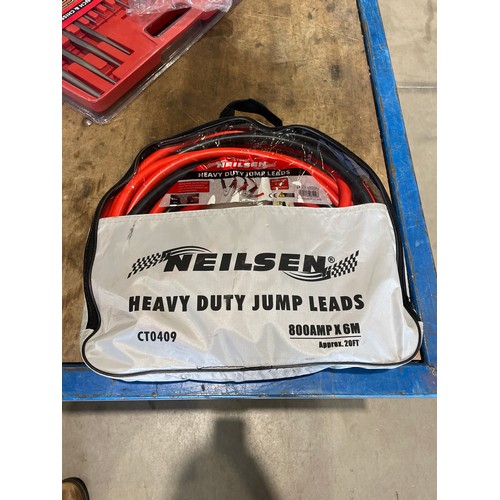 NEILSEN
HEAVY DUTY JUMP LEADS
NEILSEN®
HEAVY DUTY JUMP LEADS
CT0409
800AMP X 6M
Approx. 20FT